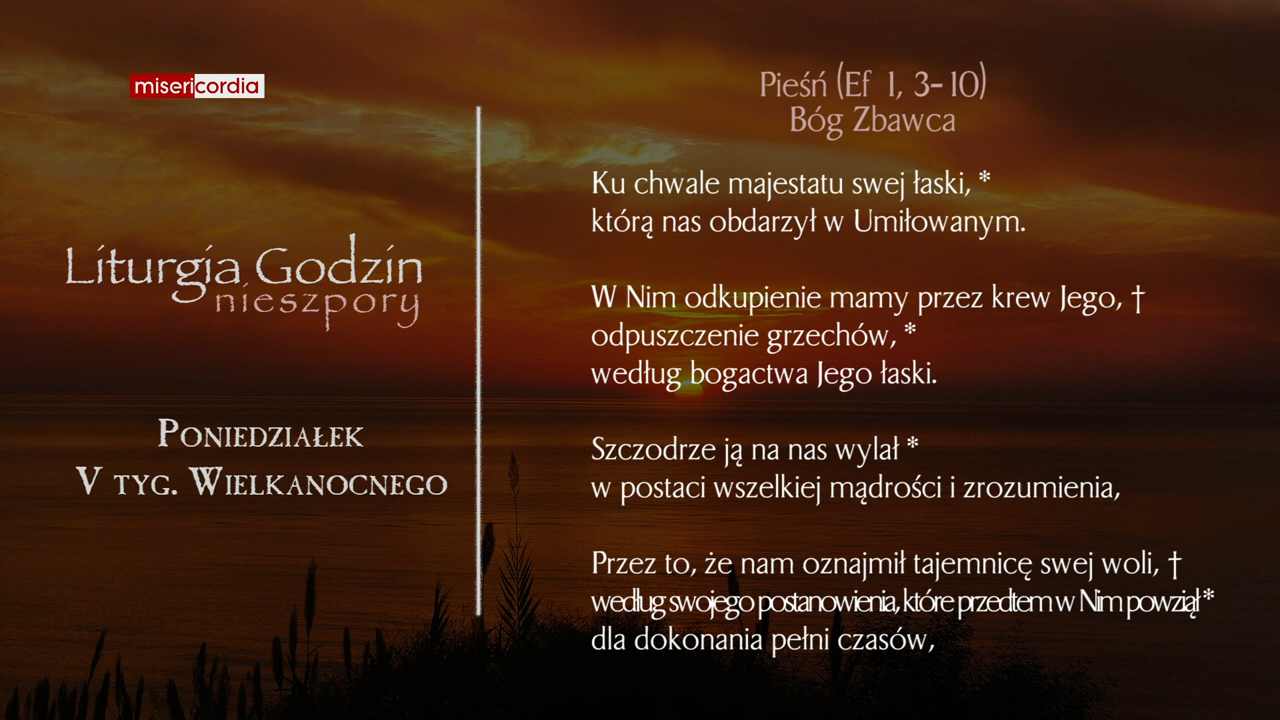 misericordia
Liturgia Godzin
nieszpory
Poniedziałek
V tyg. Wielkanocnego
Pieśń (Ef 1, 3-10)
Bóg Zbawca
Ku chwale majestatu swej łaski, *
którą nas obdarzył w Umiłowanym.
W Nim odkupienie mamy przez krew Jego, †
odpuszczenie grzechów, *
według bogactwa Jego łaski.
Szczodrze ją na nas wylał *
w postaci wszelkiej mądrości i zrozumienia,
Przez to, że nam oznajmił tajemnicę swej woli, †
według swojego postanowienia, które przedtem w Nim powziął *
dla dokonania pełni czasów,